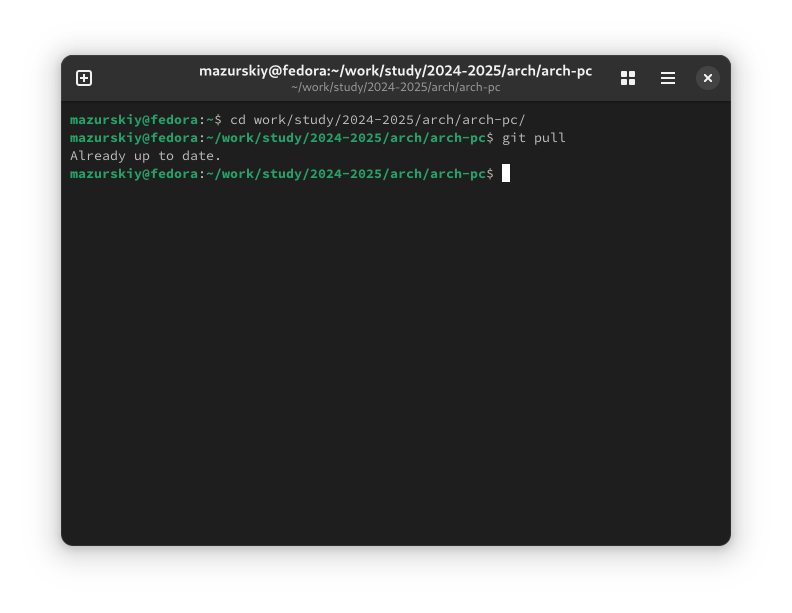 mazurskiy@fedora:~/work/study/2024-2025/arch/arch-pc
~/work/study/2024-2025/arch/arch-pc
mazurskiy@fedora:~$ cd work/study/2024-2025/arch/arch-pc/
mazurskiy@fedora:~/work/study/2024-2025/arch/arch-pc$ git pull
Already up to date.
mazurskiy@fedora:~/work/study/2024-2025/arch/arch-pc$